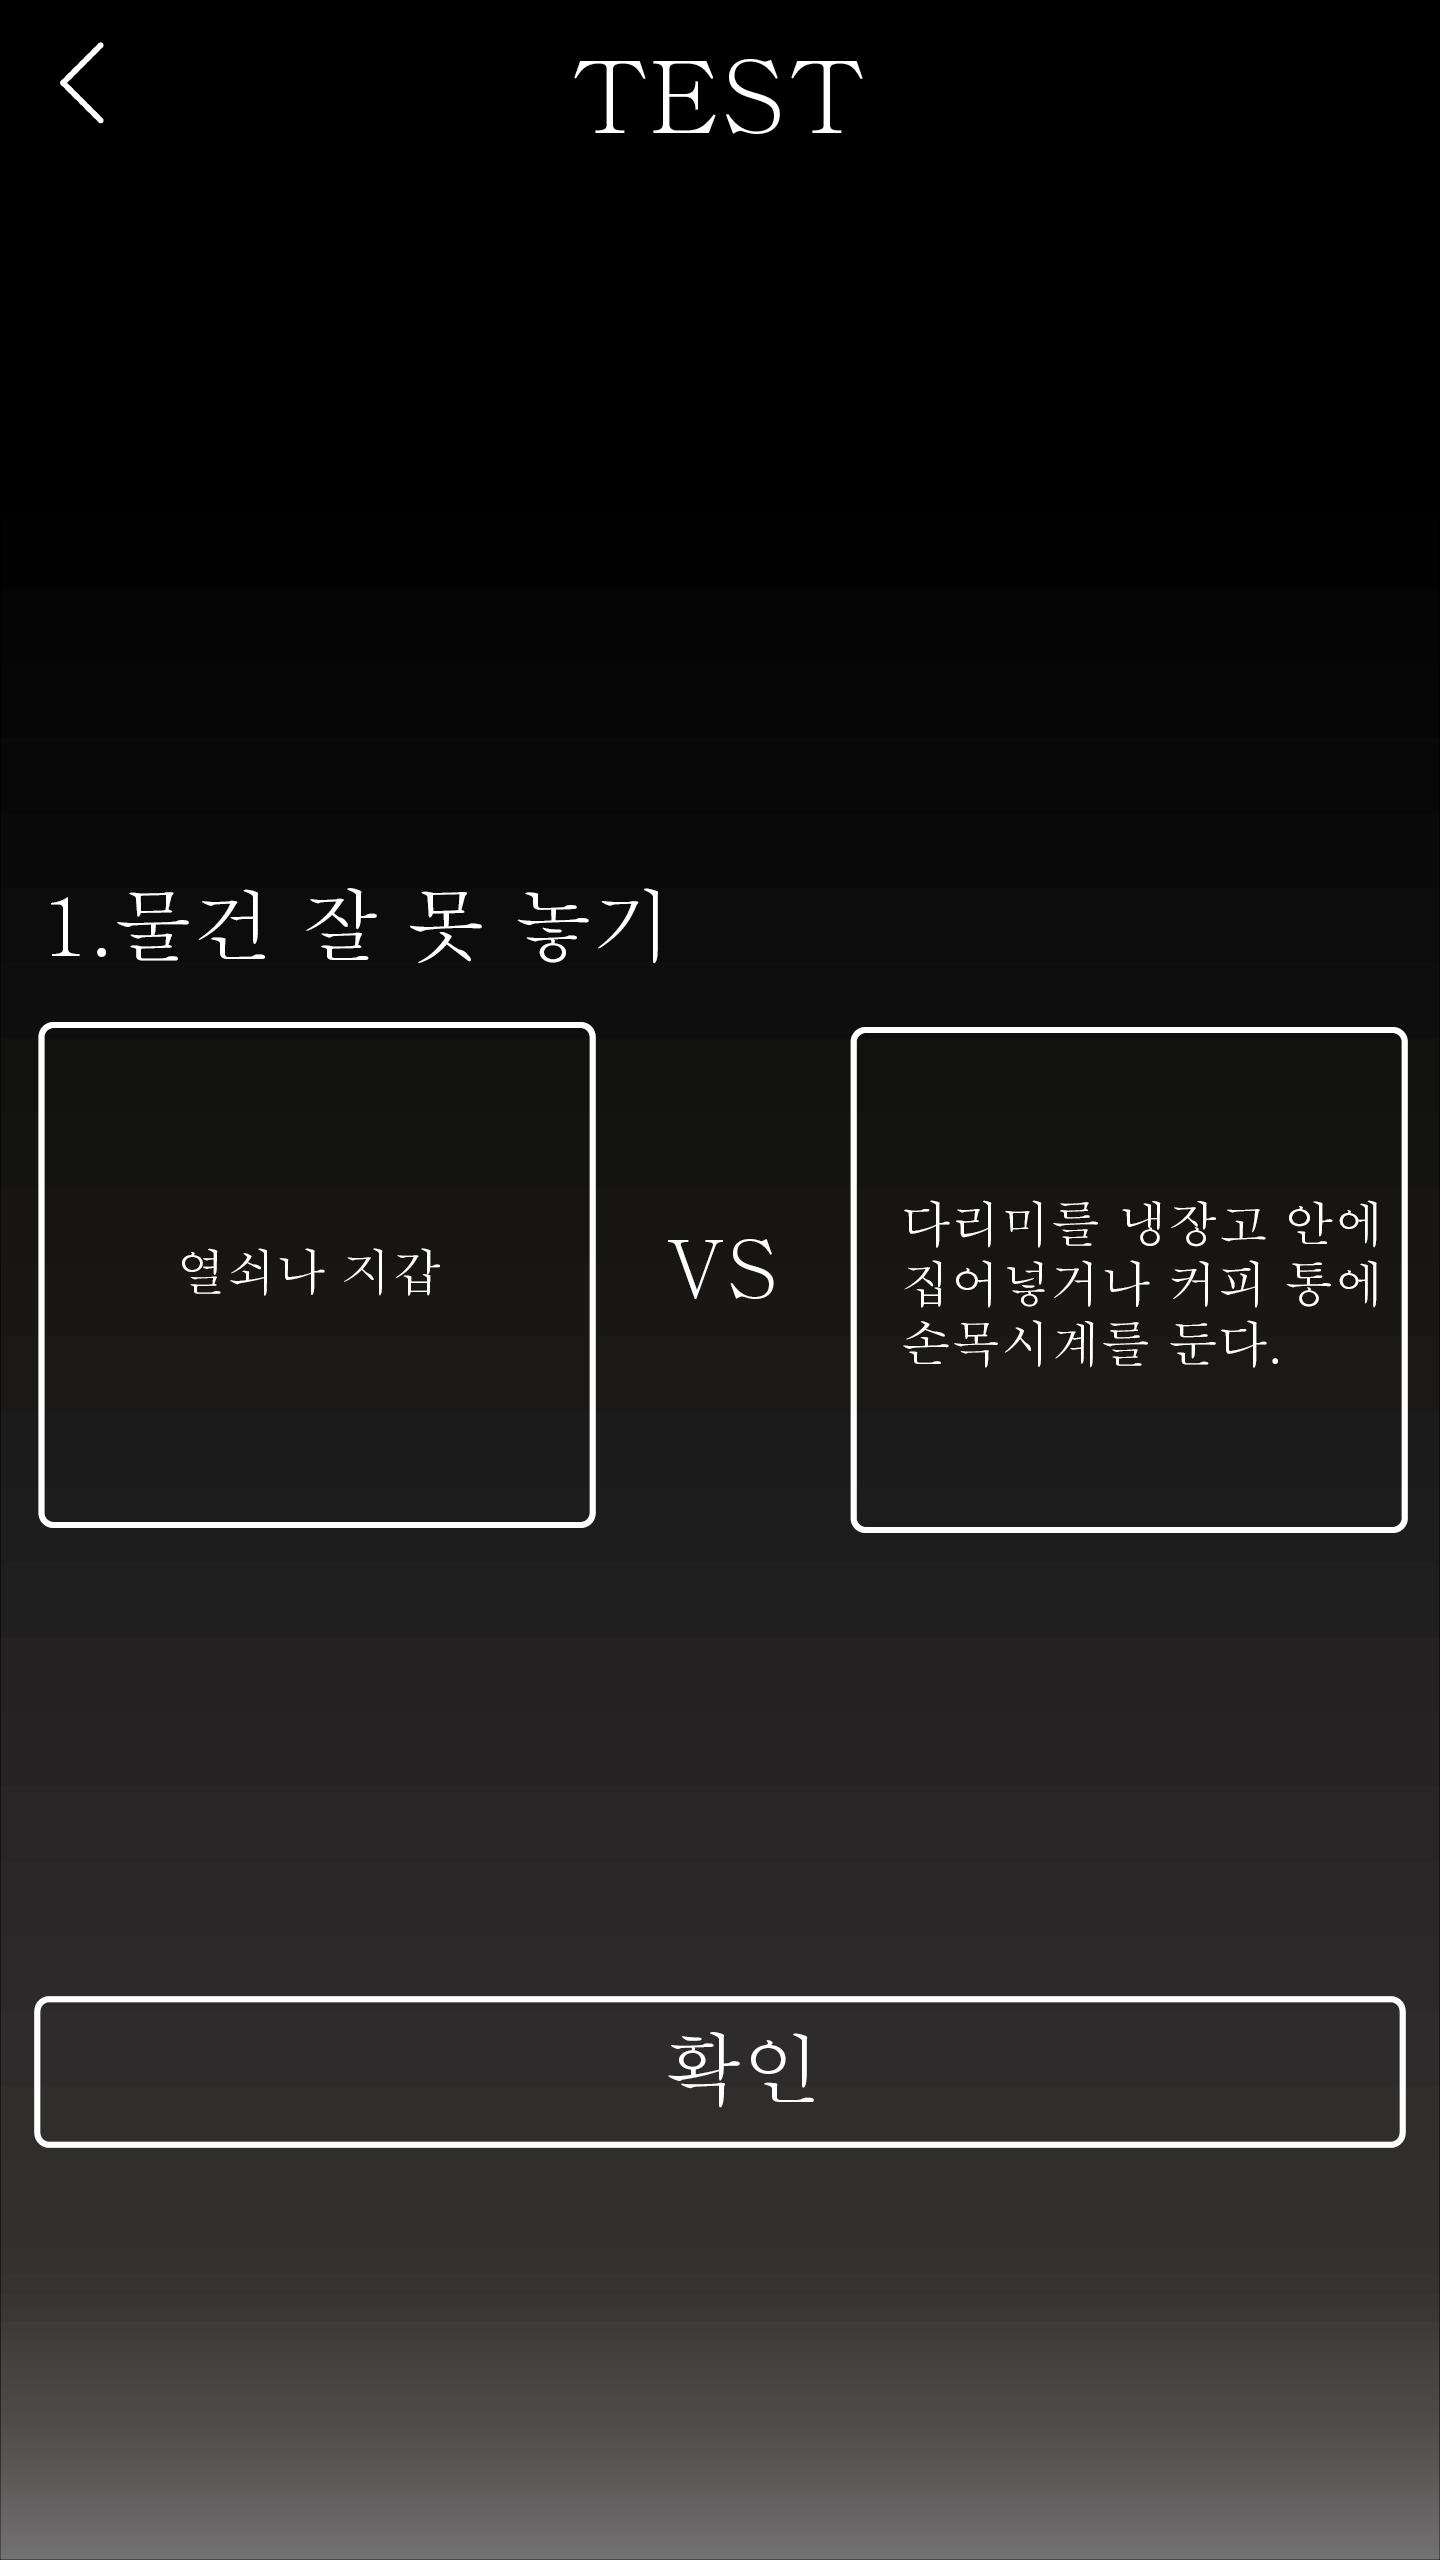 TEST
1.물건 잘 못 놓기
열쇠나 지갑
VS
다리미를 냉장고 안에
집어넣거나 커피 통에
손목시계를 둔다.
확인